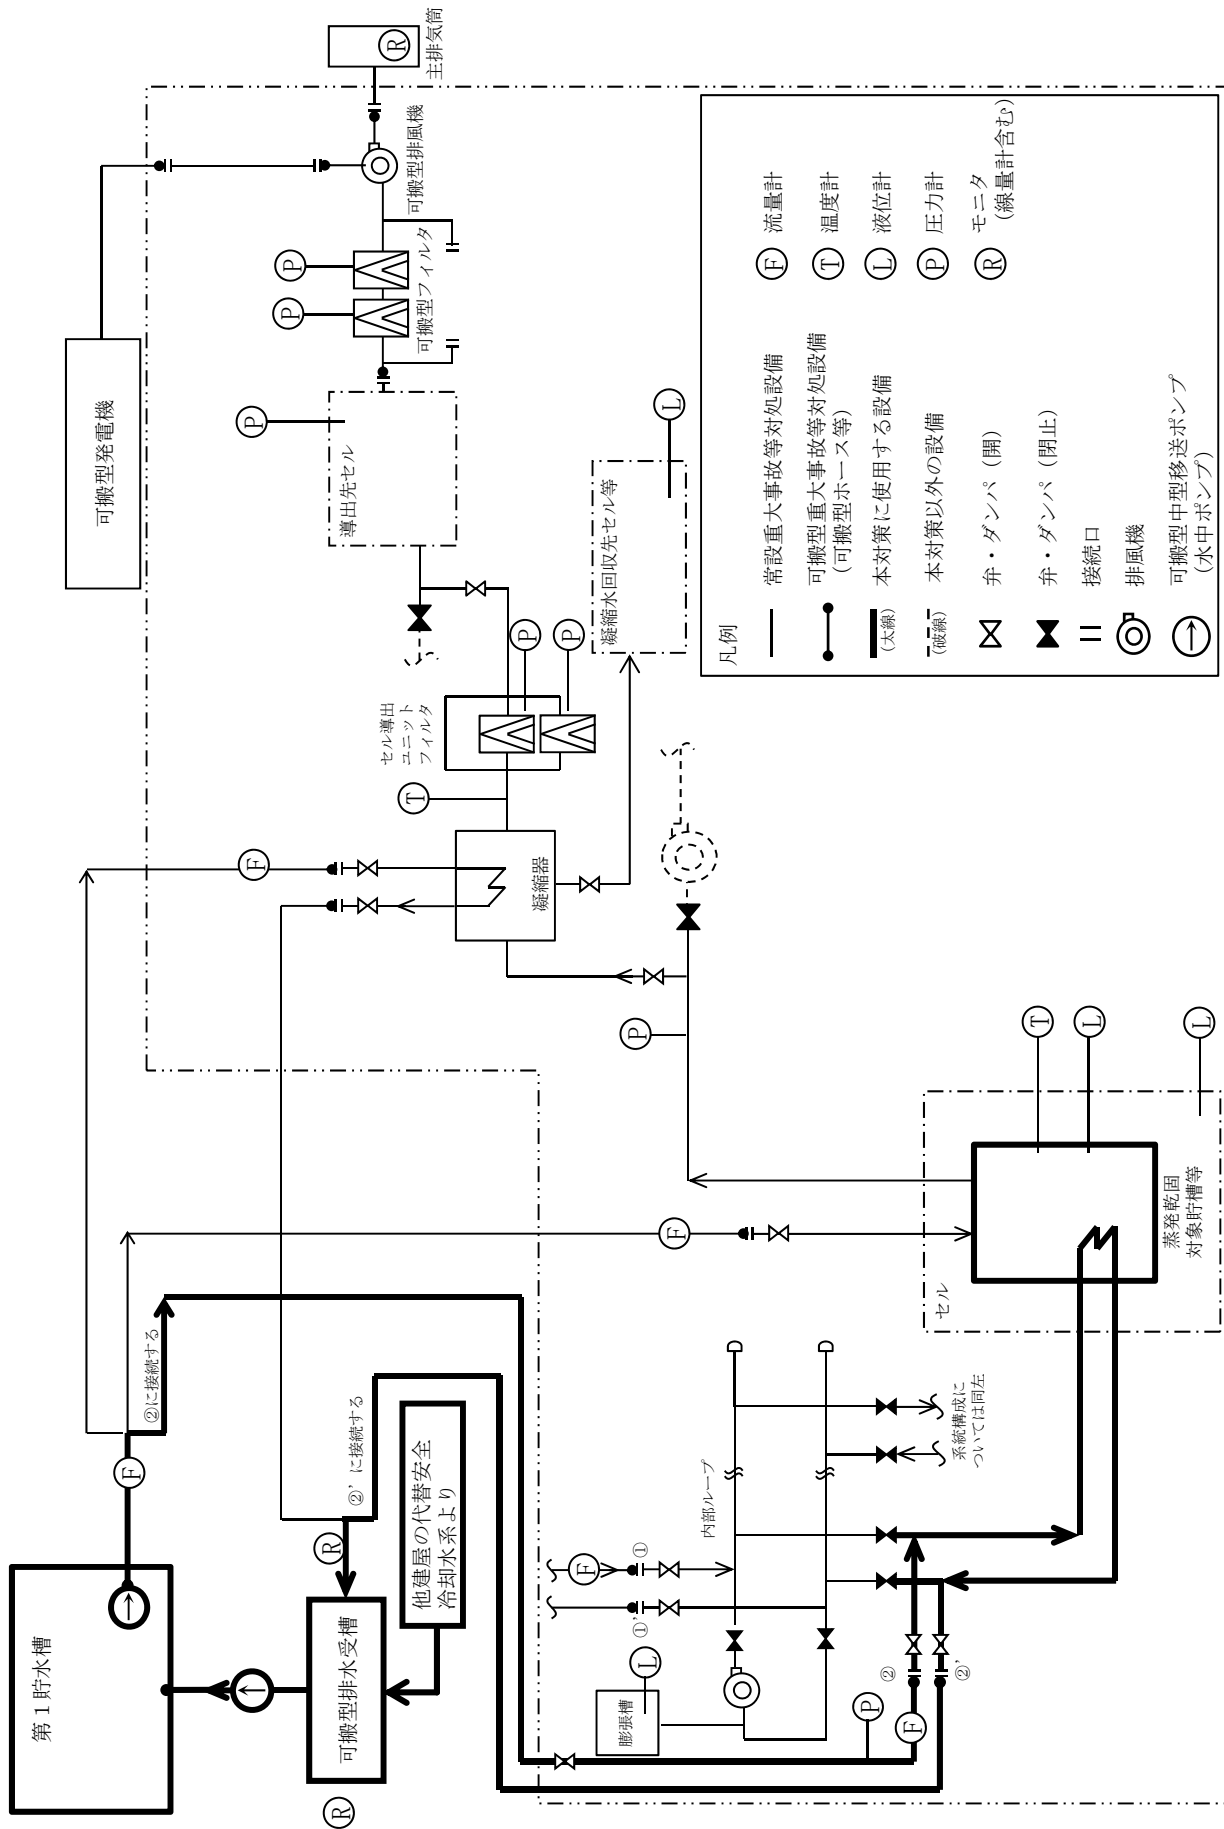 可搬型発電機
主排気筒
R
可搬型排風機
P
P
可搬型フィルタ
P
導出先セル
L
凝縮水回収先セル等
P
P
セル導出
ユニット
フィルタ
T
凝縮器
F
P
T
L
L
蒸発乾固
対象貯槽等
セル
F
②に接続する
②'に接続する
F
第1貯水槽
R
可搬型排水受槽
R
他建屋の代替安全
冷却水系より
内部ループ
系統構成に
ついては同左
F
①
①'
L
膨張槽
②
②'
P
F
凡例
常設重大事故等対処設備
可搬型重大事故等対処設備
(可搬型ホース等)
(太線)
本対策に使用する設備
(破線)
本対策以外の設備
弁・ダンパ(開)
弁・ダンパ(閉止)
接続口
排風機
可搬型中型移送ポンプ
(水中ポンプ)
F 流量計
T 温度計
L 液位計
P 圧力計
R モニタ
(線量計含む)